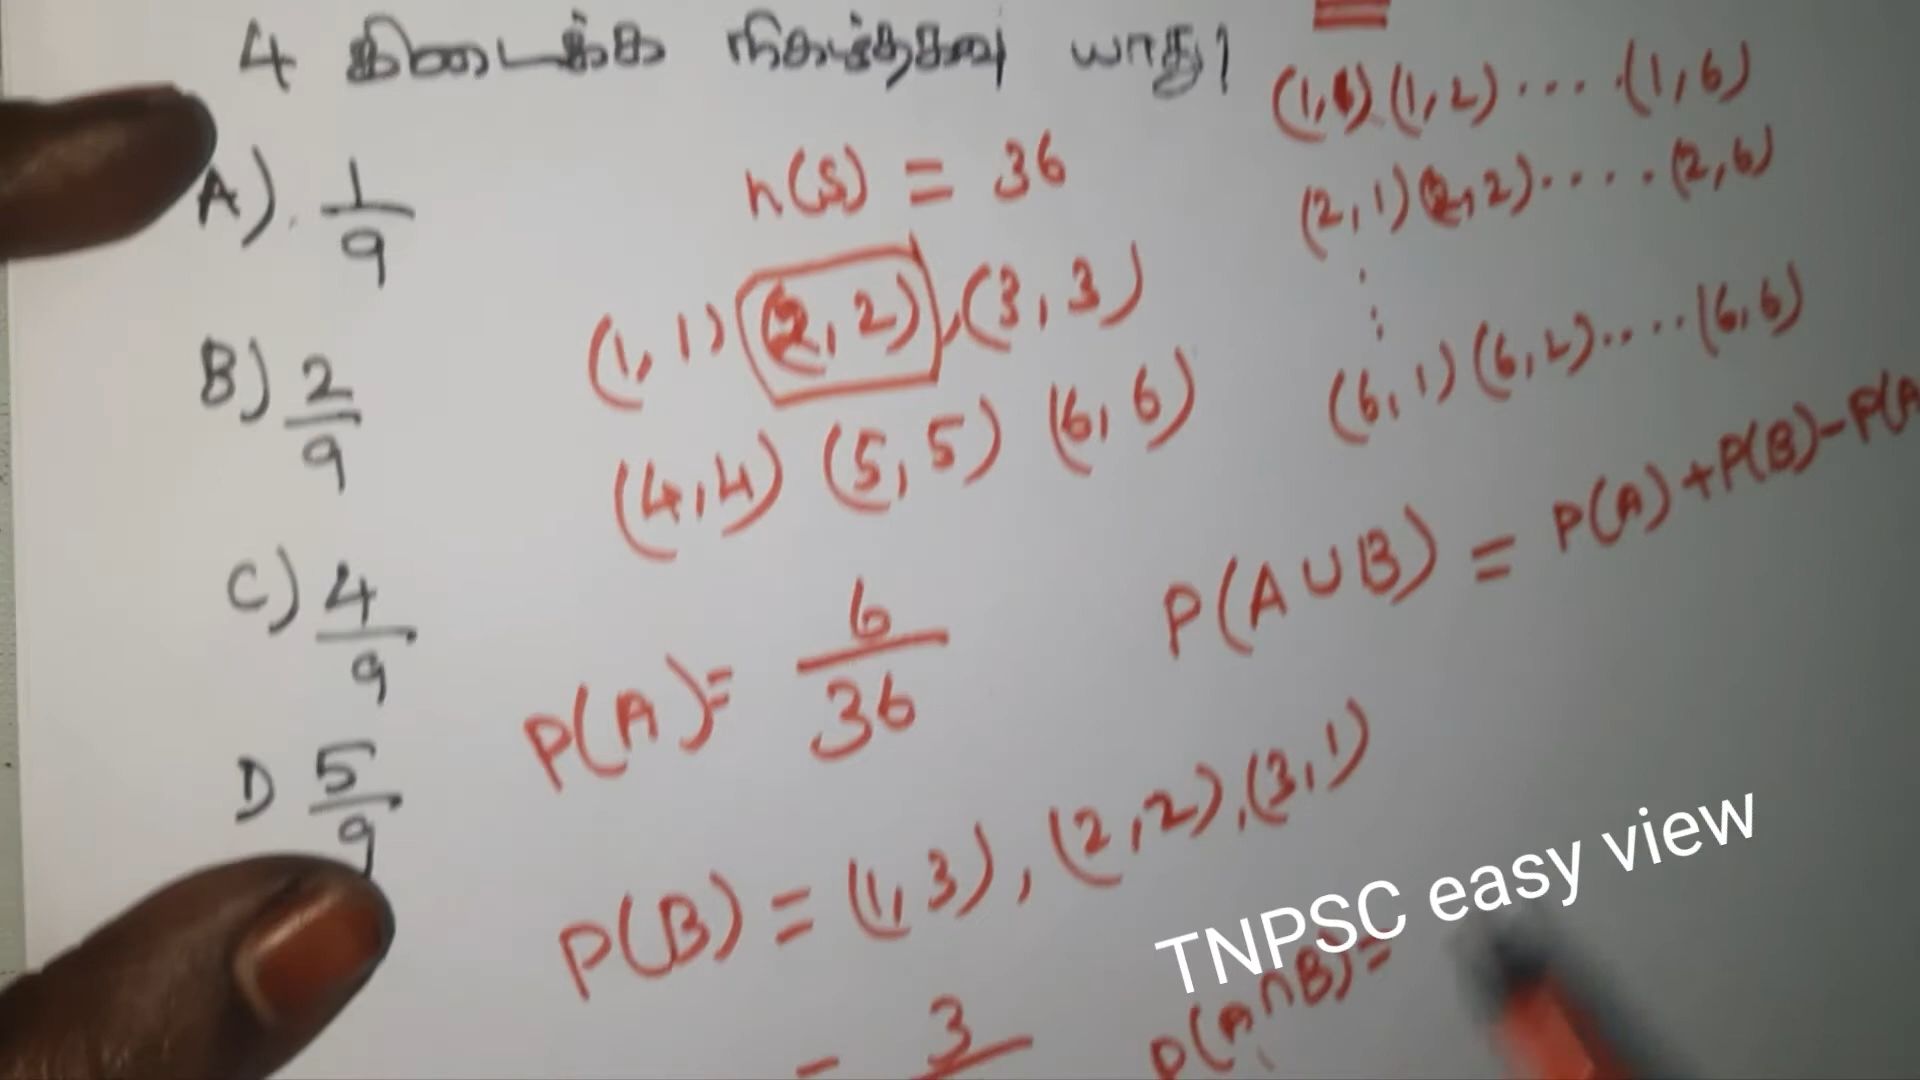 4 கிடைக்க நிகழ்தகவு யாது?
A). 1/9
n(S) = 36
(1,1) (1,2) .... (1,6)
(2,1) (2,2) ..... (2,6)
(6,1) (6,2) .... (6,6)
B) 2/9
(1,1) (2,2), (3,3)
(4,4) (5,5) (6,6)
C) 4/9
P(A) = 6/36
P(A∪B) = P(A)+P(B)-P(A
D 5/9
P(B) = (1,3), (2,2), (3,1)
= 3
P(A∩B) =
TNPSC easy view